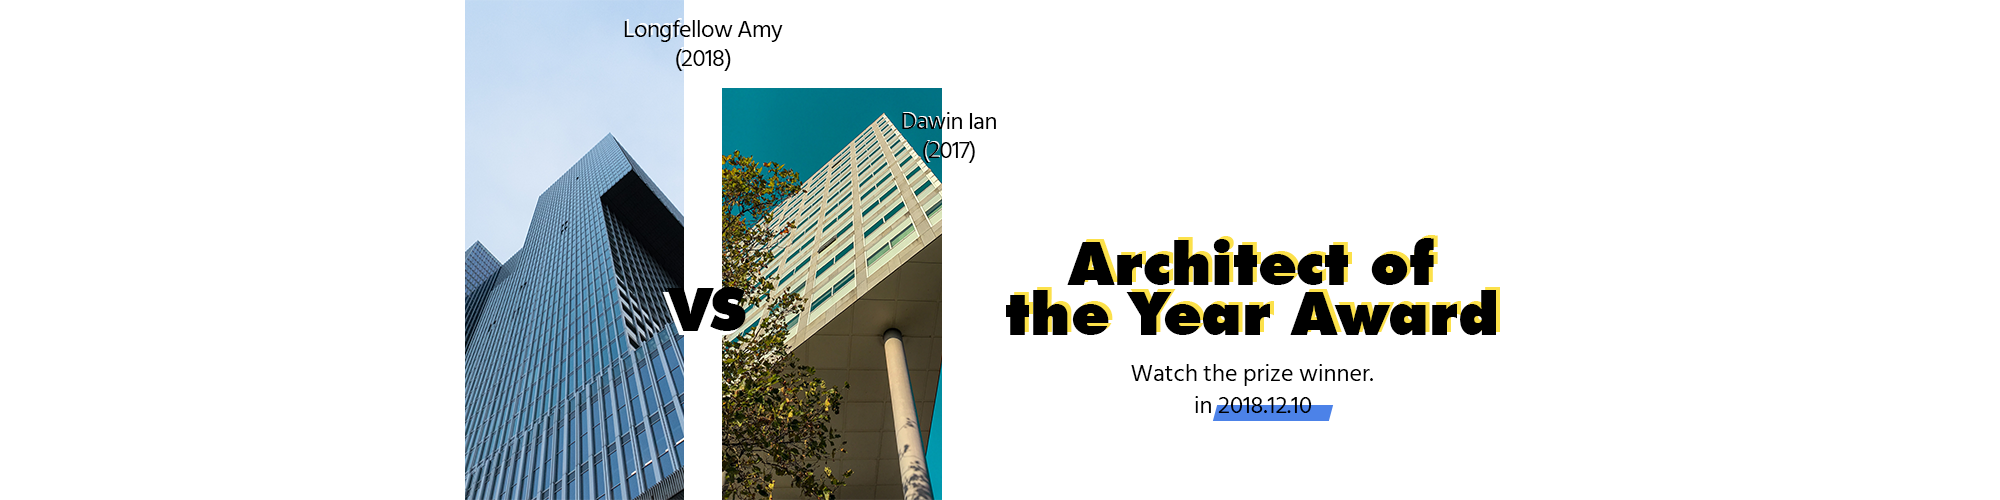 Longfellow Amy
(2018)
Dawin Ian
(2017)
VS
Architect of
the Year Award
Watch the prize winner.
in 2018.12.10